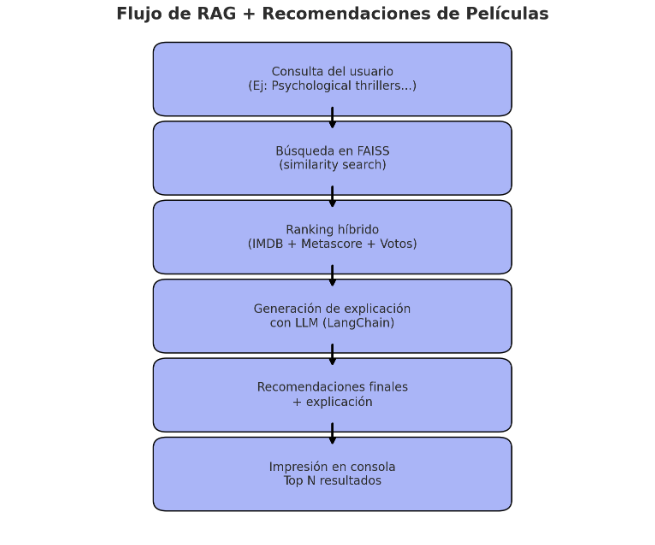 Flujo de RAG + Recomendaciones de Películas
Consulta del usuario
(Ej: Psychological thrillers...)
Búsqueda en FAISS
(similarity search)
Ranking híbrido
(IMDB + Metascore + Votos)
Generación de explicación
con LLM (LangChain)
Recomendaciones finales
+ explicación
Impresión en consola
Top N resultados